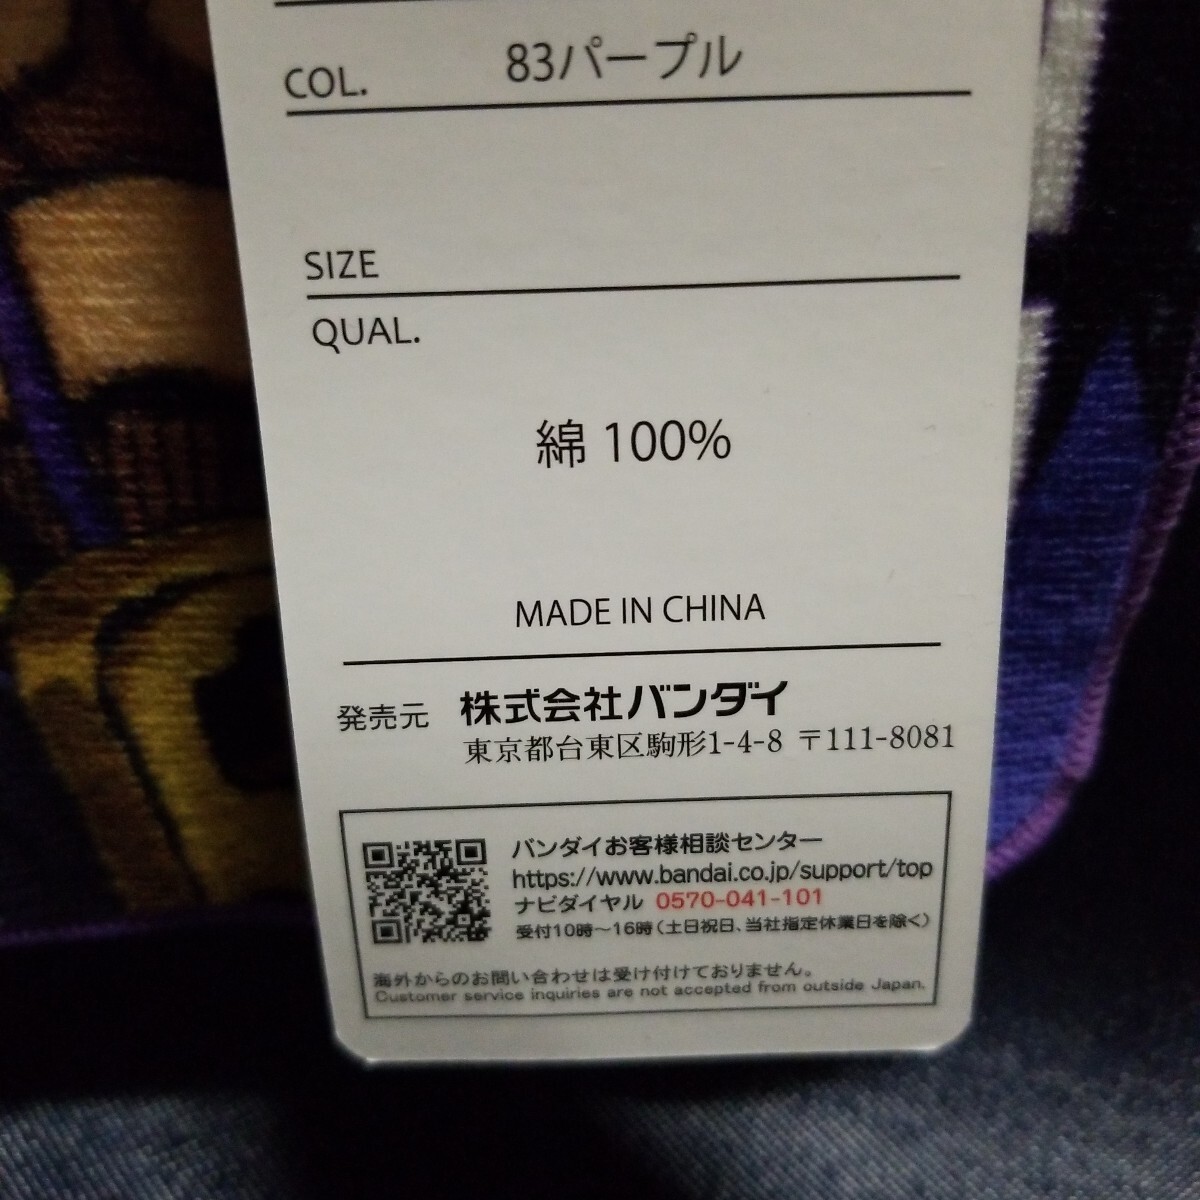 COL. 83パープル
SIZE
QUAL.
綿 100%
MADE IN CHINA
発売元 株式会社バンダイ
東京都台東区駒形1-4-8 〒111-8081
バンダイお客様相談センター
https://www.bandai.co.jp/support/top
ナビダイヤル 0570-041-101
受付10時～16時(土日祝日、当社指定休業日を除く)
海外からのお問い合わせは受け付けておりません。
Customer service inquiries are not accepted from outside Japan.